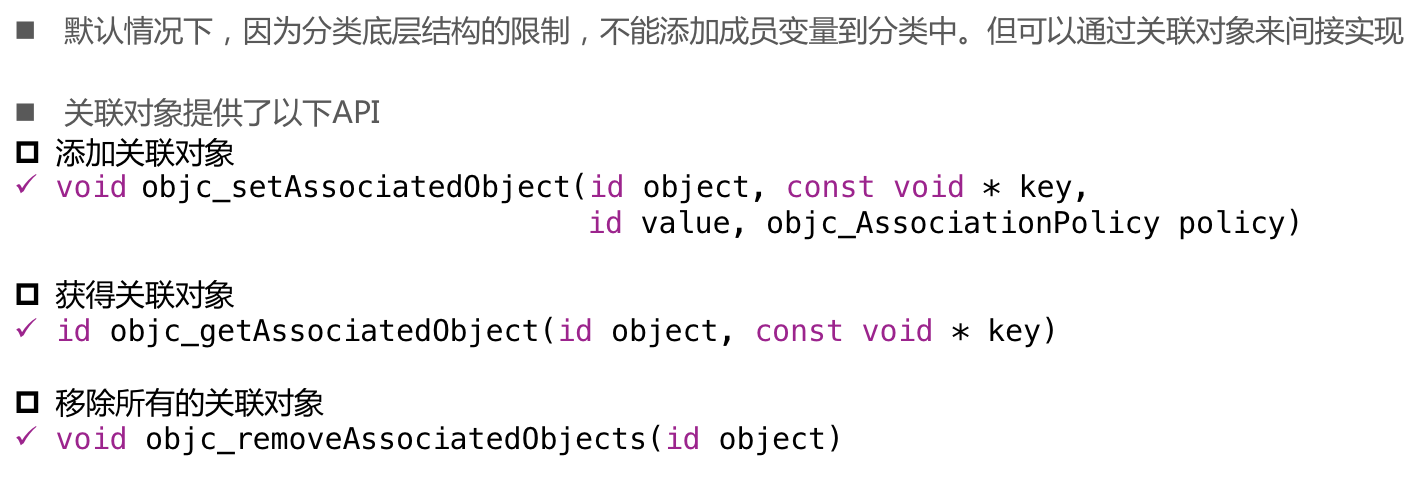 ■ 默认情况下，因为分类底层结构的限制，不能添加成员变量到分类中。但可以通过关联对象来间接实现
■ 关联对象提供了以下API
添加关联对象
✓ void objc_setAssociatedObject(id object, const void * key,
id value, objc_AssociationPolicy policy)
获得关联对象
✓ id objc_getAssociatedObject(id object, const void * key)
移除所有的关联对象
✓ void objc_removeAssociatedObjects(id object)